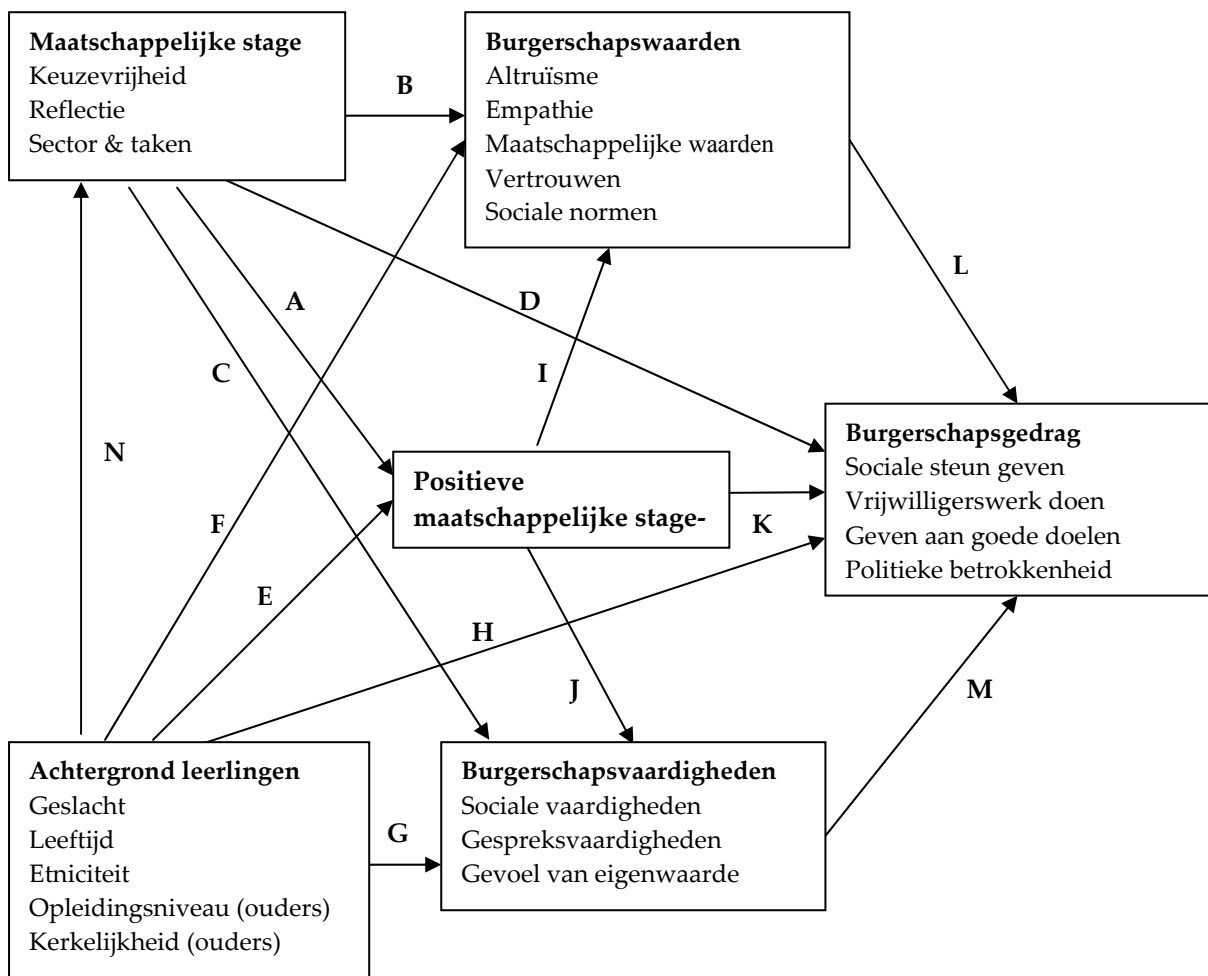 Maatschappelijke stage
Keuzevrijheid
Reflectie
Sector & taken
B
Burgerschapswaarden
Altruïsme
Empathie
Maatschappelijke waarden
Vertrouwen
Sociale normen
A
D
L
C
I
N
F
E
Positieve
maatschappelijke stage-
K
Burgerschapsgedrag
Sociale steun geven
Vrijwilligerswerk doen
Geven aan goede doelen
Politieke betrokkenheid
H
J
M
Achtergrond leerlingen
Geslacht
Leeftijd
Etniciteit
Opleidingsniveau (ouders)
Kerkelijkheid (ouders)
G
Burgerschapsvaardigheden
Sociale vaardigheden
Gespreksvaardigheden
Gevoel van eigenwaarde